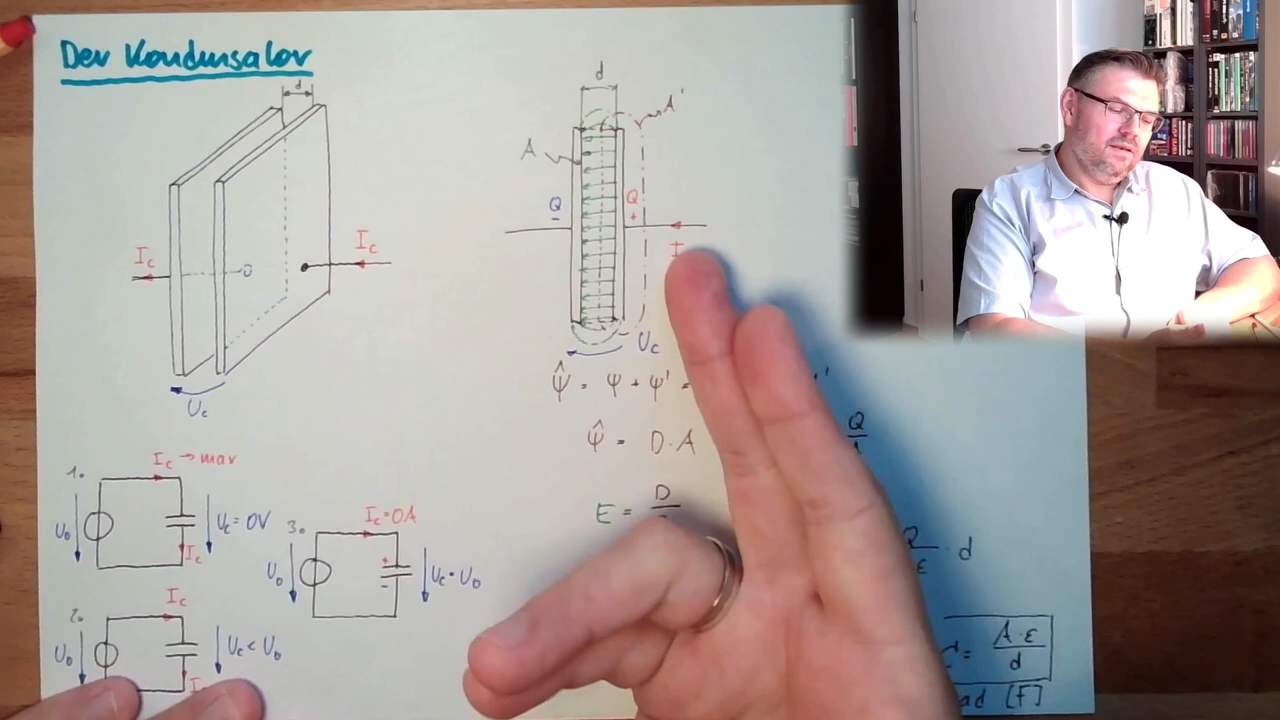 Der Kondensator
d
I_c
I_c
U_c
d
A'
A
Q
-
Q
+
U_c
Ψ̂ = Ψ + Ψ' =
Ψ̂ = D·A
Q
E = D
Q/ε · d
C = A·ε/d
[F]
1.
I_c → max
U_0
U_c = 0V
I_c
2.
I_c
U_0
U_c < U_0
3.
I_c = 0A
U_0
+
-
U_c = U_0